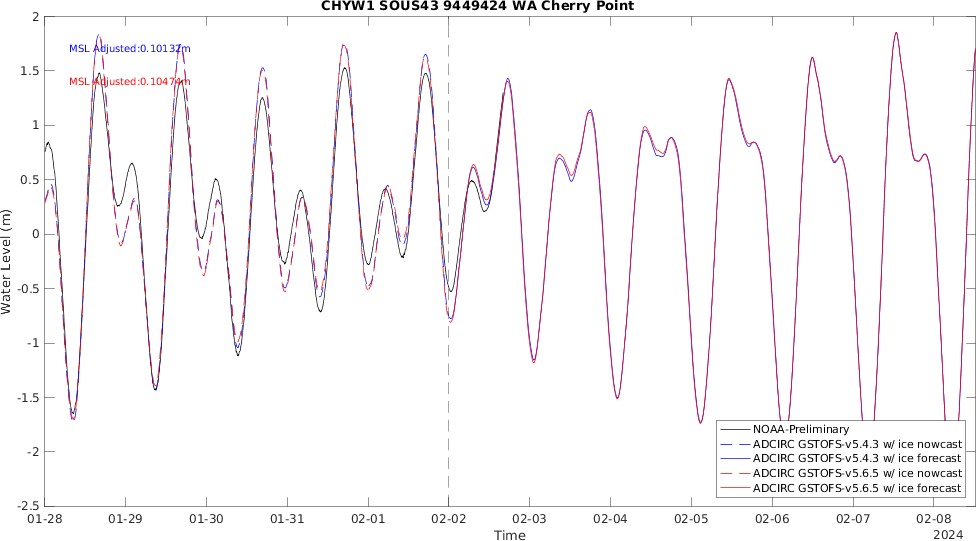 CHYW1 SOUS43 9449424 WA Cherry Point
2
1.5
1
0.5
0
-0.5
-1
-1.5
-2
-2.5
Water Level (m)
MSL Adjusted:0.10132m
MSL Adjusted:0.10474m
NOAA-Preliminary
ADCIRC GSTOFS-v5.4.3 w/ ice nowcast
ADCIRC GSTOFS-v5.4.3 w/ ice forecast
ADCIRC GSTOFS-v5.6.5 w/ ice nowcast
ADCIRC GSTOFS-v5.6.5 w/ ice forecast
01-28 01-29 01-30 01-31 02-01 02-02 02-03 02-04 02-05 02-06 02-07 02-08
Time
2024